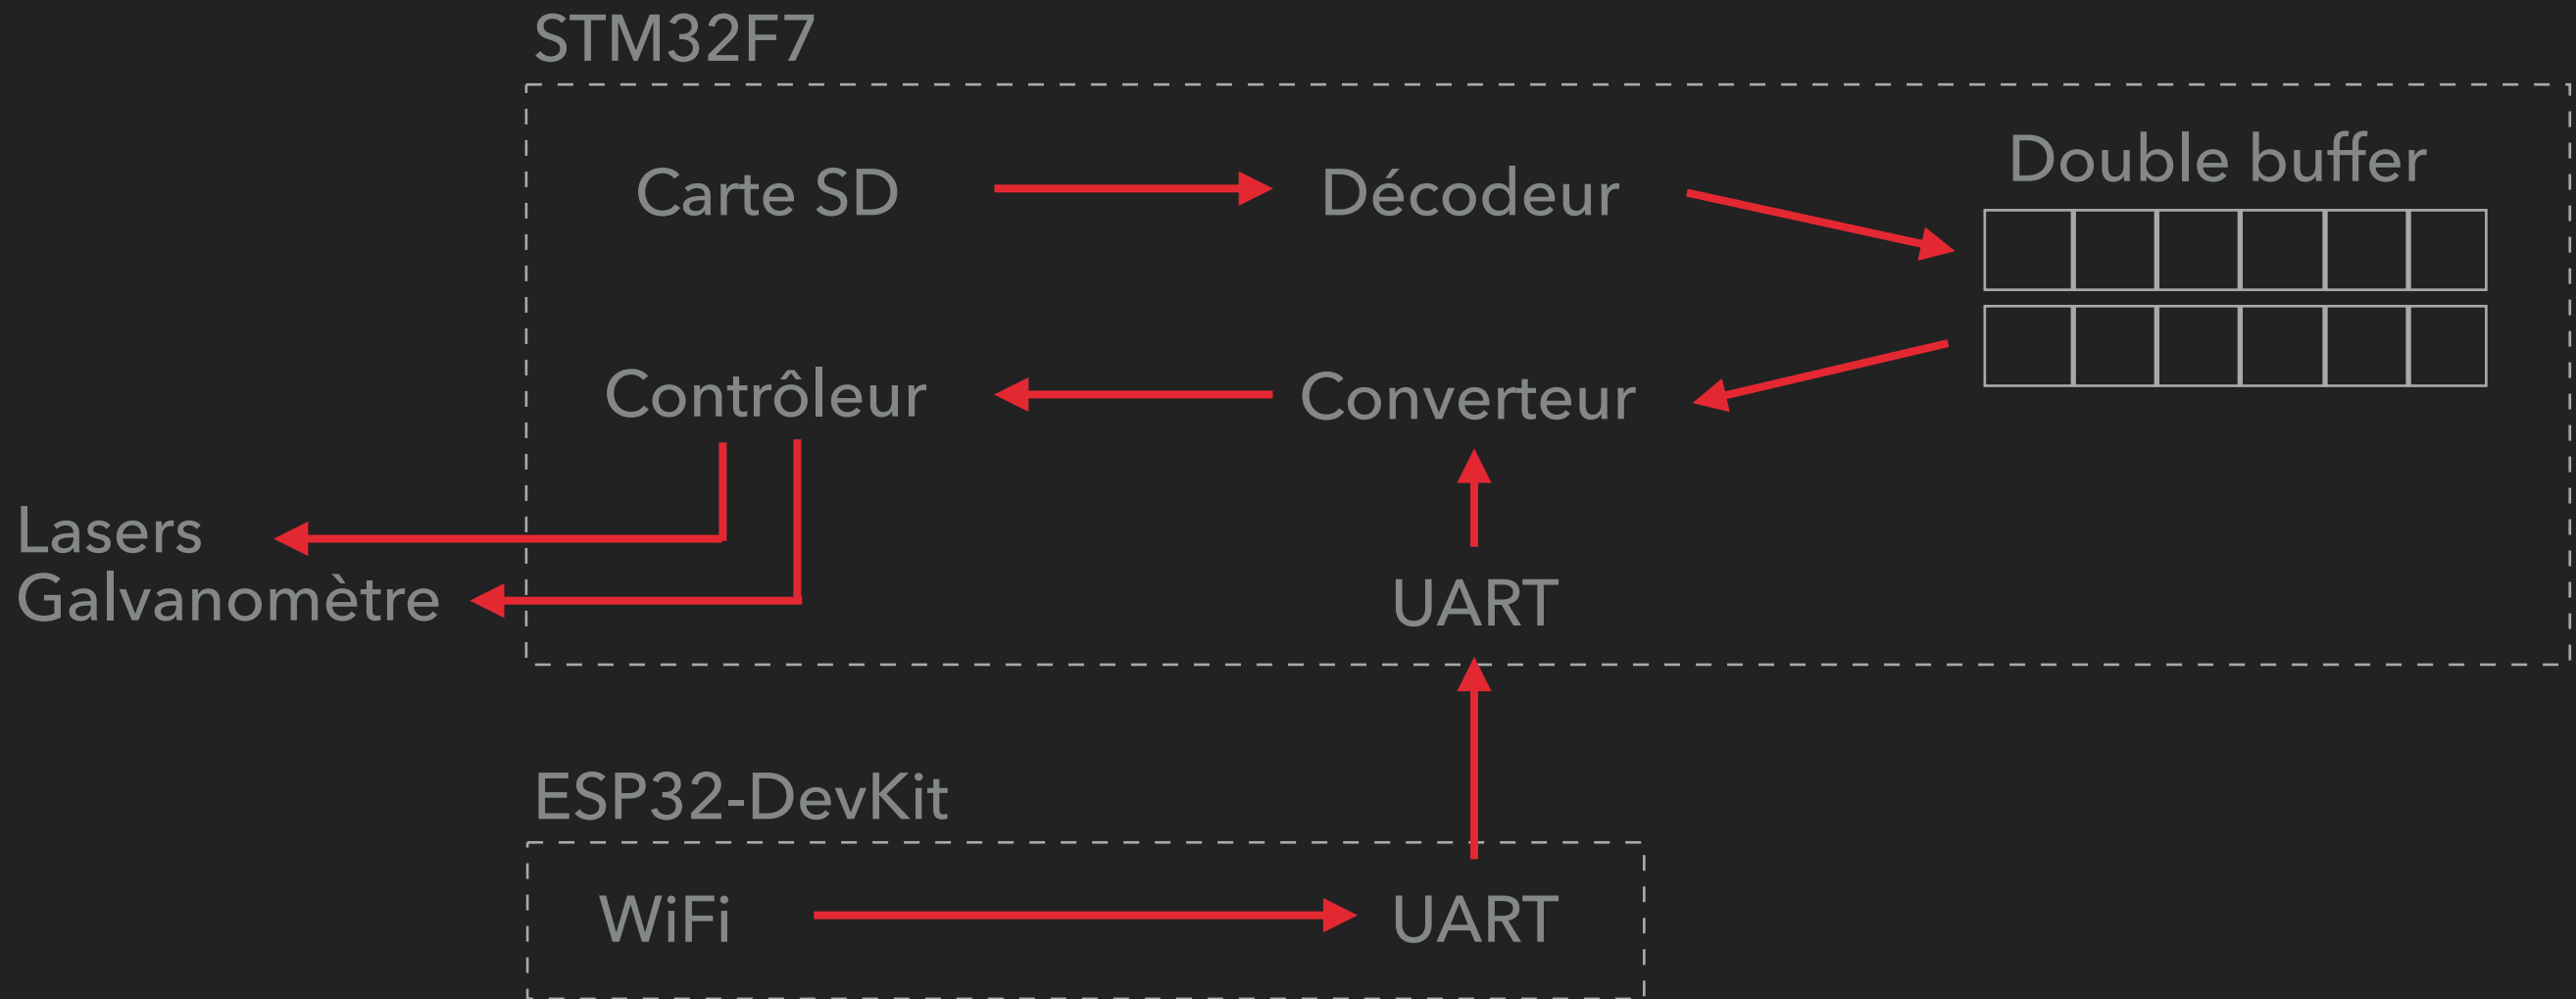 STM32F7
Double buffer
Carte SD
Décodeur
Contrôleur
Converteur
Lasers
Galvanomètre
UART
ESP32-DevKit
WiFi
UART